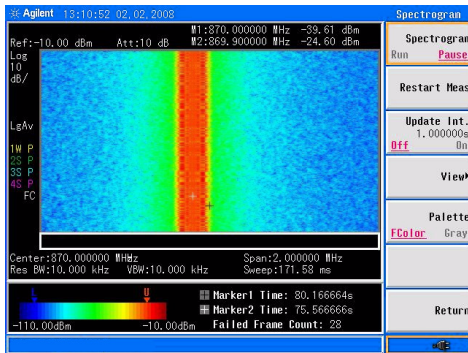 Agilent 13:10:52 02,02,2008
Spectrogram
M1:870.000000 MHz -39.61 dBm
Ref:-10.00 dBm Att:10 dB M2:869.900000 MHz -24.60 dBm
Log
10
dB/
LgAv
1W P
2S P
3S P
4S P
FC
Center:870.000000 MHz Span:2.000000 MHz
Res BW:10.000 kHz VBW:10.000 kHz Sweep:171.58 ms
L U
-110.00dBm -10.00dBm
Marker1 Time: 80.166664s
Marker2 Time: 75.566666s
Failed Frame Count: 28
Spectrogram
Run Pause
Restart Meas
Update Int.
1.000000s
Off On
View
Palette
FColor Gray
Return